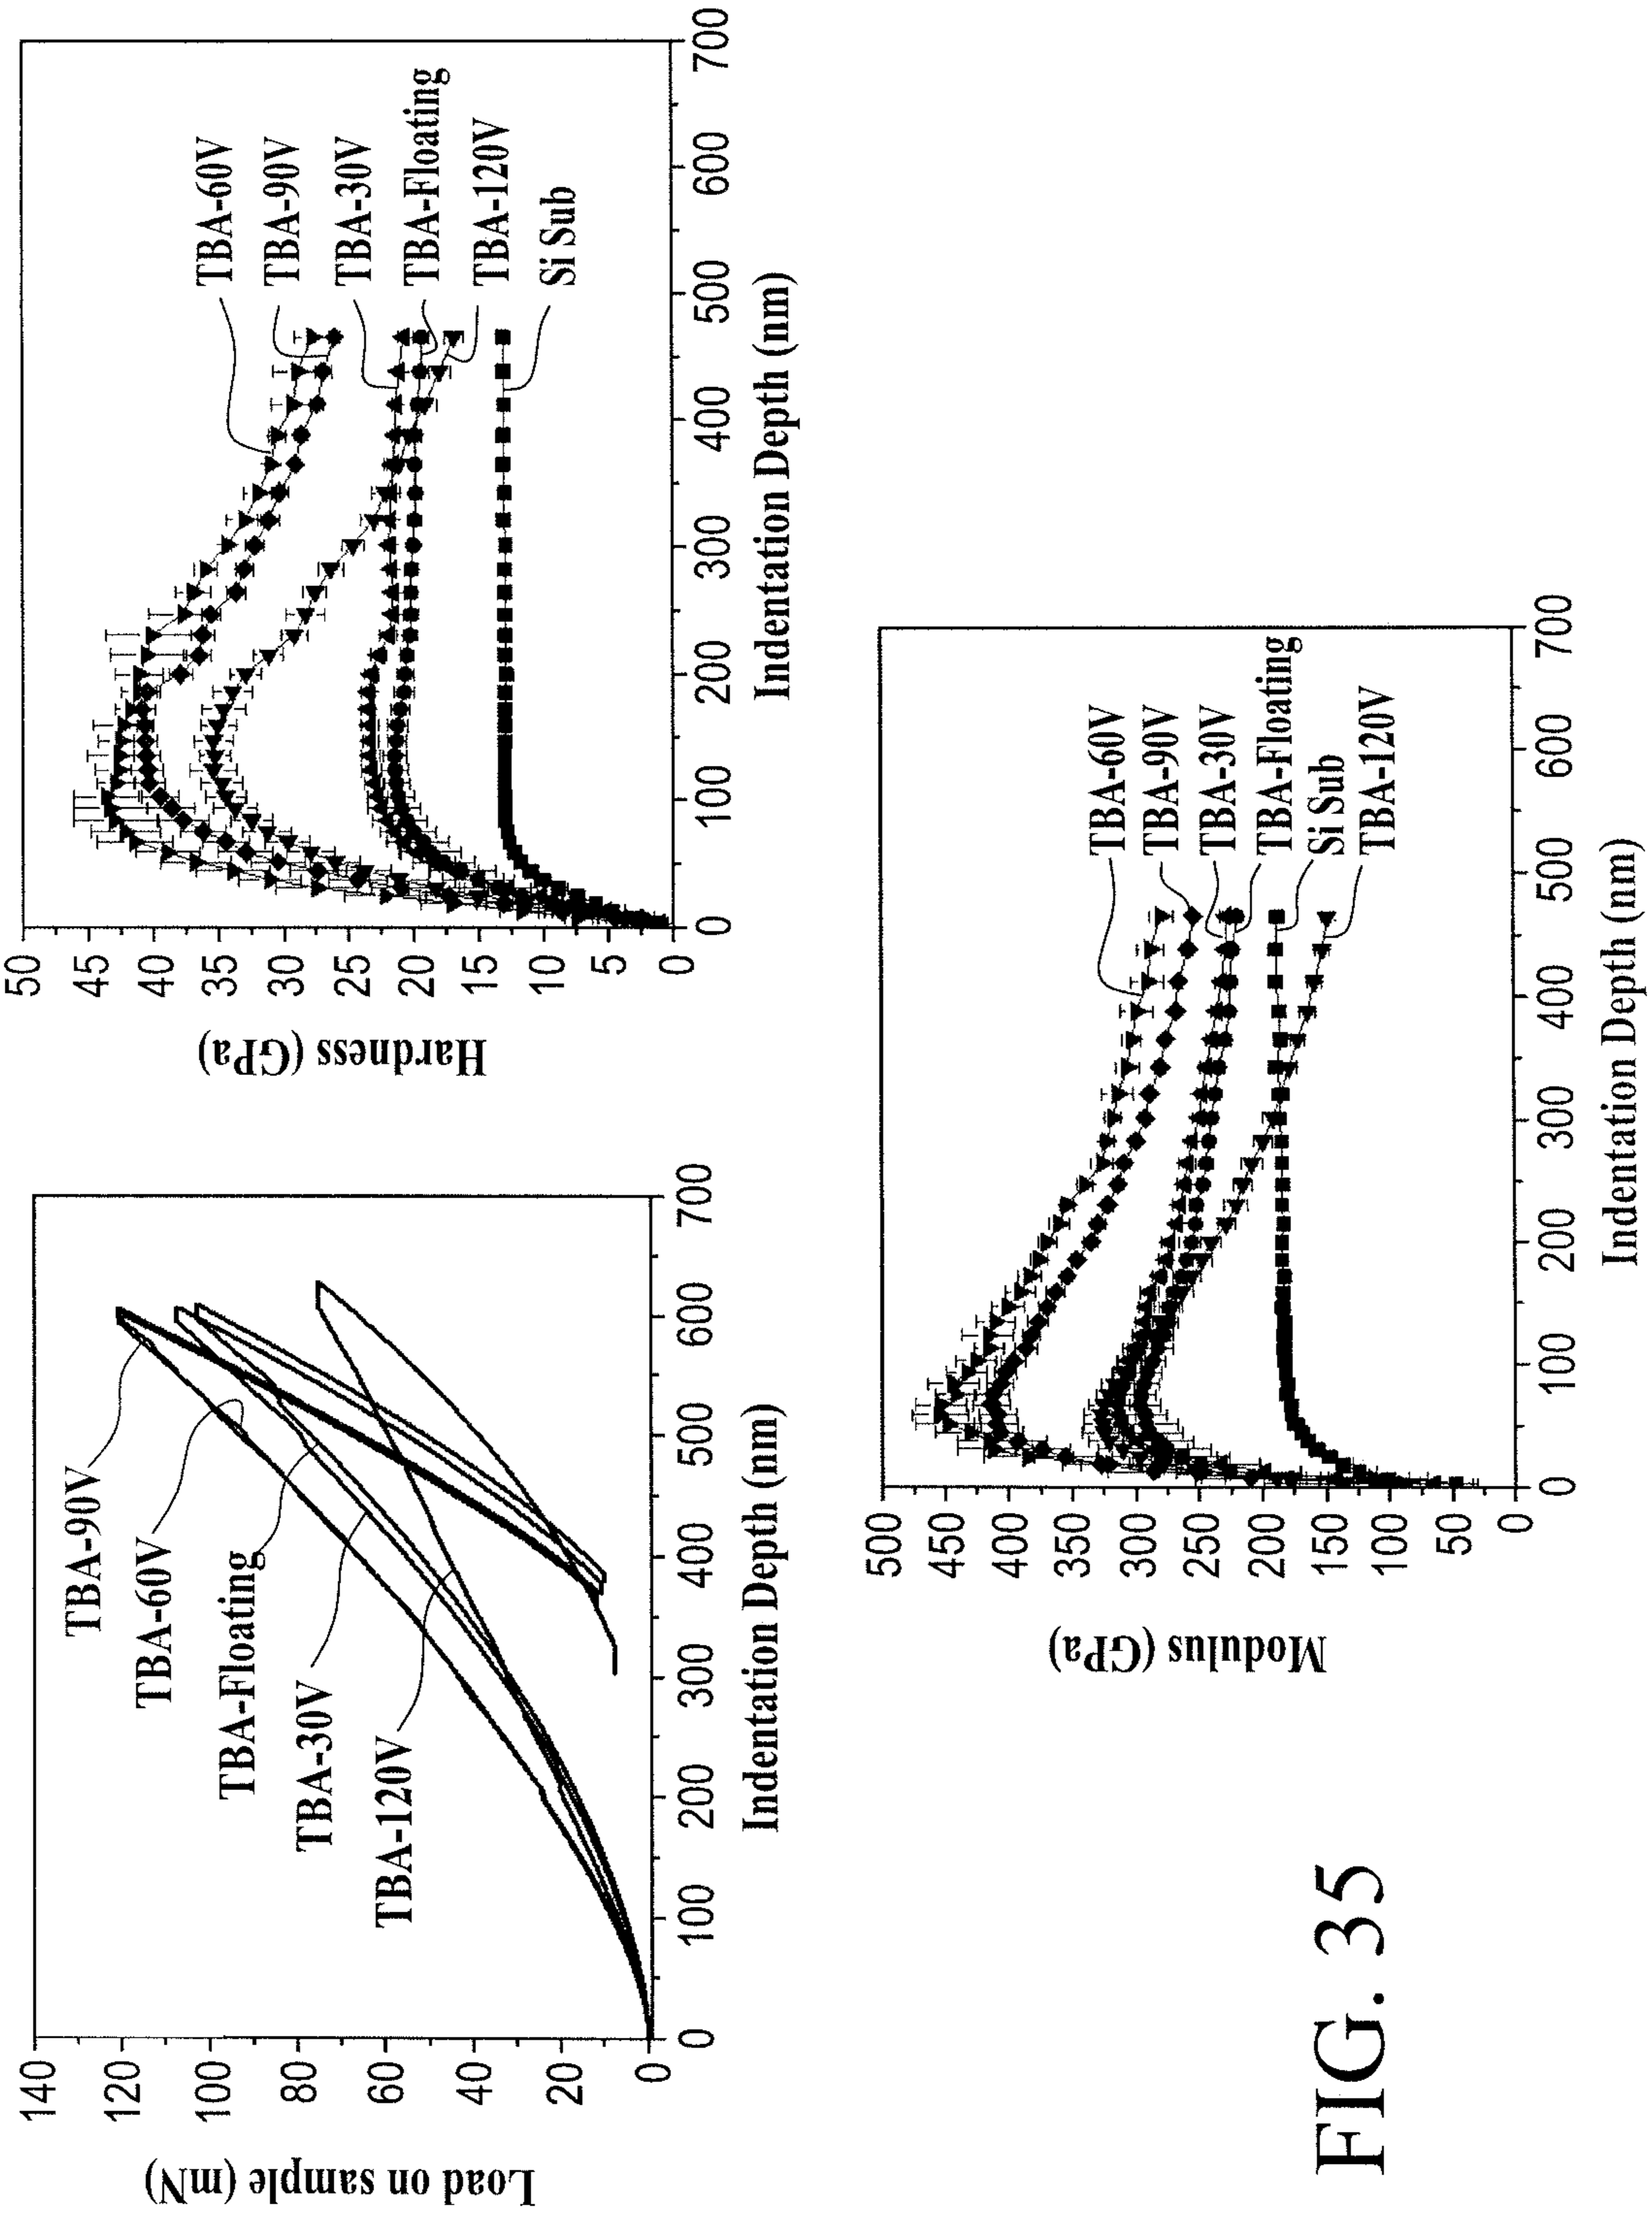 140
120
100
80
60
40
20
0
Load on sample (mN)
TBA-90V
TBA-60V
TBA-Floating
TBA-30V
TBA-120V
0 100 200 300 400 500 600 700
Indentation Depth (nm)
50
45
40
35
30
25
20
15
10
5
0
Hardness (GPa)
TBA-60V
TBA-90V
TBA-30V
TBA-Floating
TBA-120V
Si Sub
0 100 200 300 400 500 600 700
Indentation Depth (nm)
500
450
400
350
300
250
200
150
100
50
0
Modulus (GPa)
TBA-60V
TBA-90V
TBA-30V
TBA-Floating
Si Sub
TBA-120V
0 100 200 300 400 500 600 700
Indentation Depth (nm)
FIG. 35